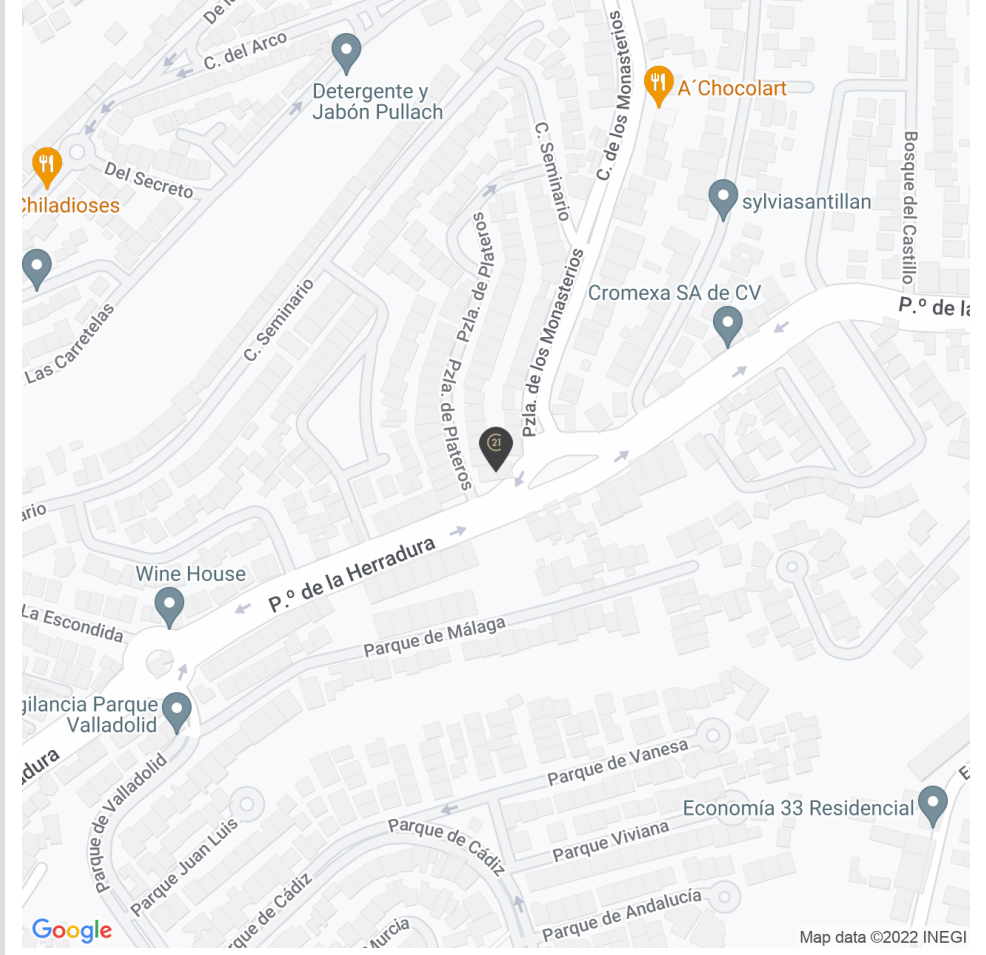 De lo
C. del Arco
Detergente y
Jabón Pullach
C. de los Monasterios
A´Chocolart
C. Seminario
Bosque del Castillo
Del Secreto
Chiladioses
sylviasantillan
Pzla. de Plateros
Pzla. de los Monasterios
Cromexa SA de CV
P.º de la
C. Seminario
Las Carretelas
Pzla. de Plateros
21
ario
P.º de la Herradura
Wine House
La Escondida
Parque de Málaga
gilancia Parque
Valladolid
adura
Parque de Vanesa
Parque de Valladolid
Economía 33 Residencial
Parque Juan Luis
Parque de Cádiz
Parque Viviana
que de Cádiz
Murcia
Parque de Andalucía
Google
Map data ©2022 INEGI